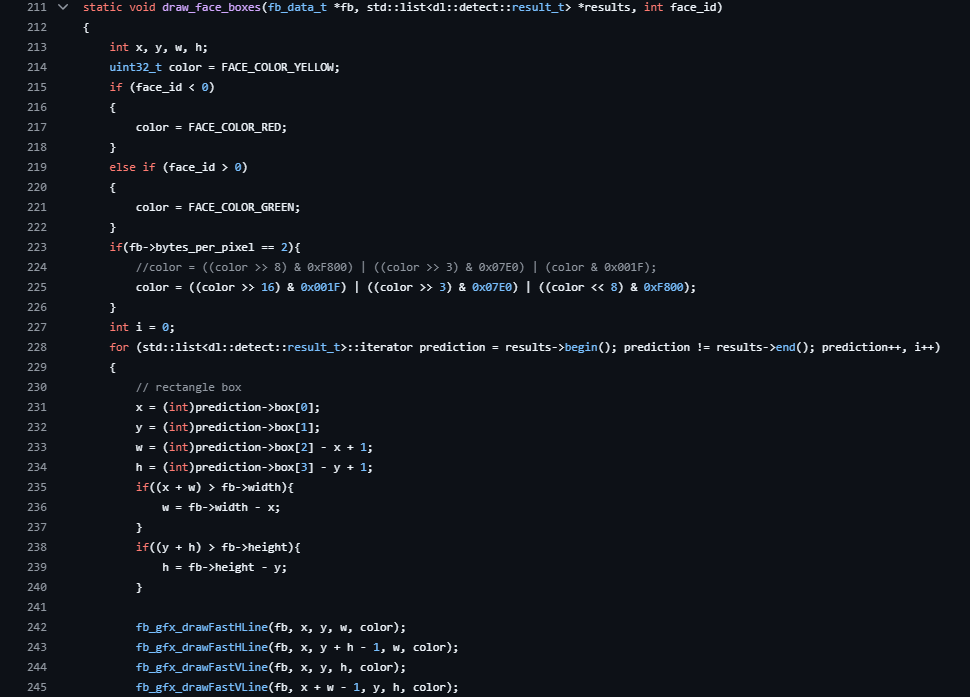 211 static void draw_face_boxes(fb_data_t *fb, std::list<dl::detect::result_t> *results, int face_id)
212 {
213     int x, y, w, h;
214     uint32_t color = FACE_COLOR_YELLOW;
215     if (face_id < 0)
216     {
217         color = FACE_COLOR_RED;
218     }
219     else if (face_id > 0)
220     {
221         color = FACE_COLOR_GREEN;
222     }
223     if(fb->bytes_per_pixel == 2){
224         //color = ((color >> 8) & 0xF800) | ((color >> 3) & 0x07E0) | (color & 0x001F);
225         color = ((color >> 16) & 0x001F) | ((color >> 3) & 0x07E0) | ((color << 8) & 0xF800);
226     }
227     int i = 0;
228     for (std::list<dl::detect::result_t>::iterator prediction = results->begin(); prediction != results->end(); prediction++, i++)
229     {
230         // rectangle box
231         x = (int)prediction->box[0];
232         y = (int)prediction->box[1];
233         w = (int)prediction->box[2] - x + 1;
234         h = (int)prediction->box[3] - y + 1;
235         if((x + w) > fb->width){
236             w = fb->width - x;
237         }
238         if((y + h) > fb->height){
239             h = fb->height - y;
240         }
241
242         fb_gfx_drawFastHLine(fb, x, y, w, color);
243         fb_gfx_drawFastHLine(fb, x, y + h - 1, w, color);
244         fb_gfx_drawFastVLine(fb, x, y, h, color);
245         fb_gfx_drawFastVLine(fb, x + w - 1, y, h, color);